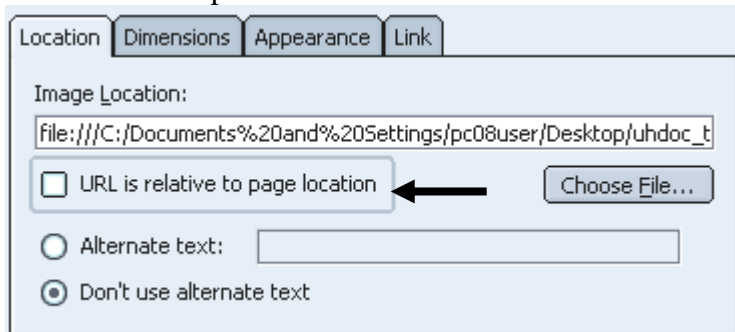 Location Dimensions Appearance Link
Image Location:
file:///C:/Documents%20and%20Settings/pc08user/Desktop/uhdoc_t
URL is relative to page location
Choose File...
Alternate text:
Don't use alternate text